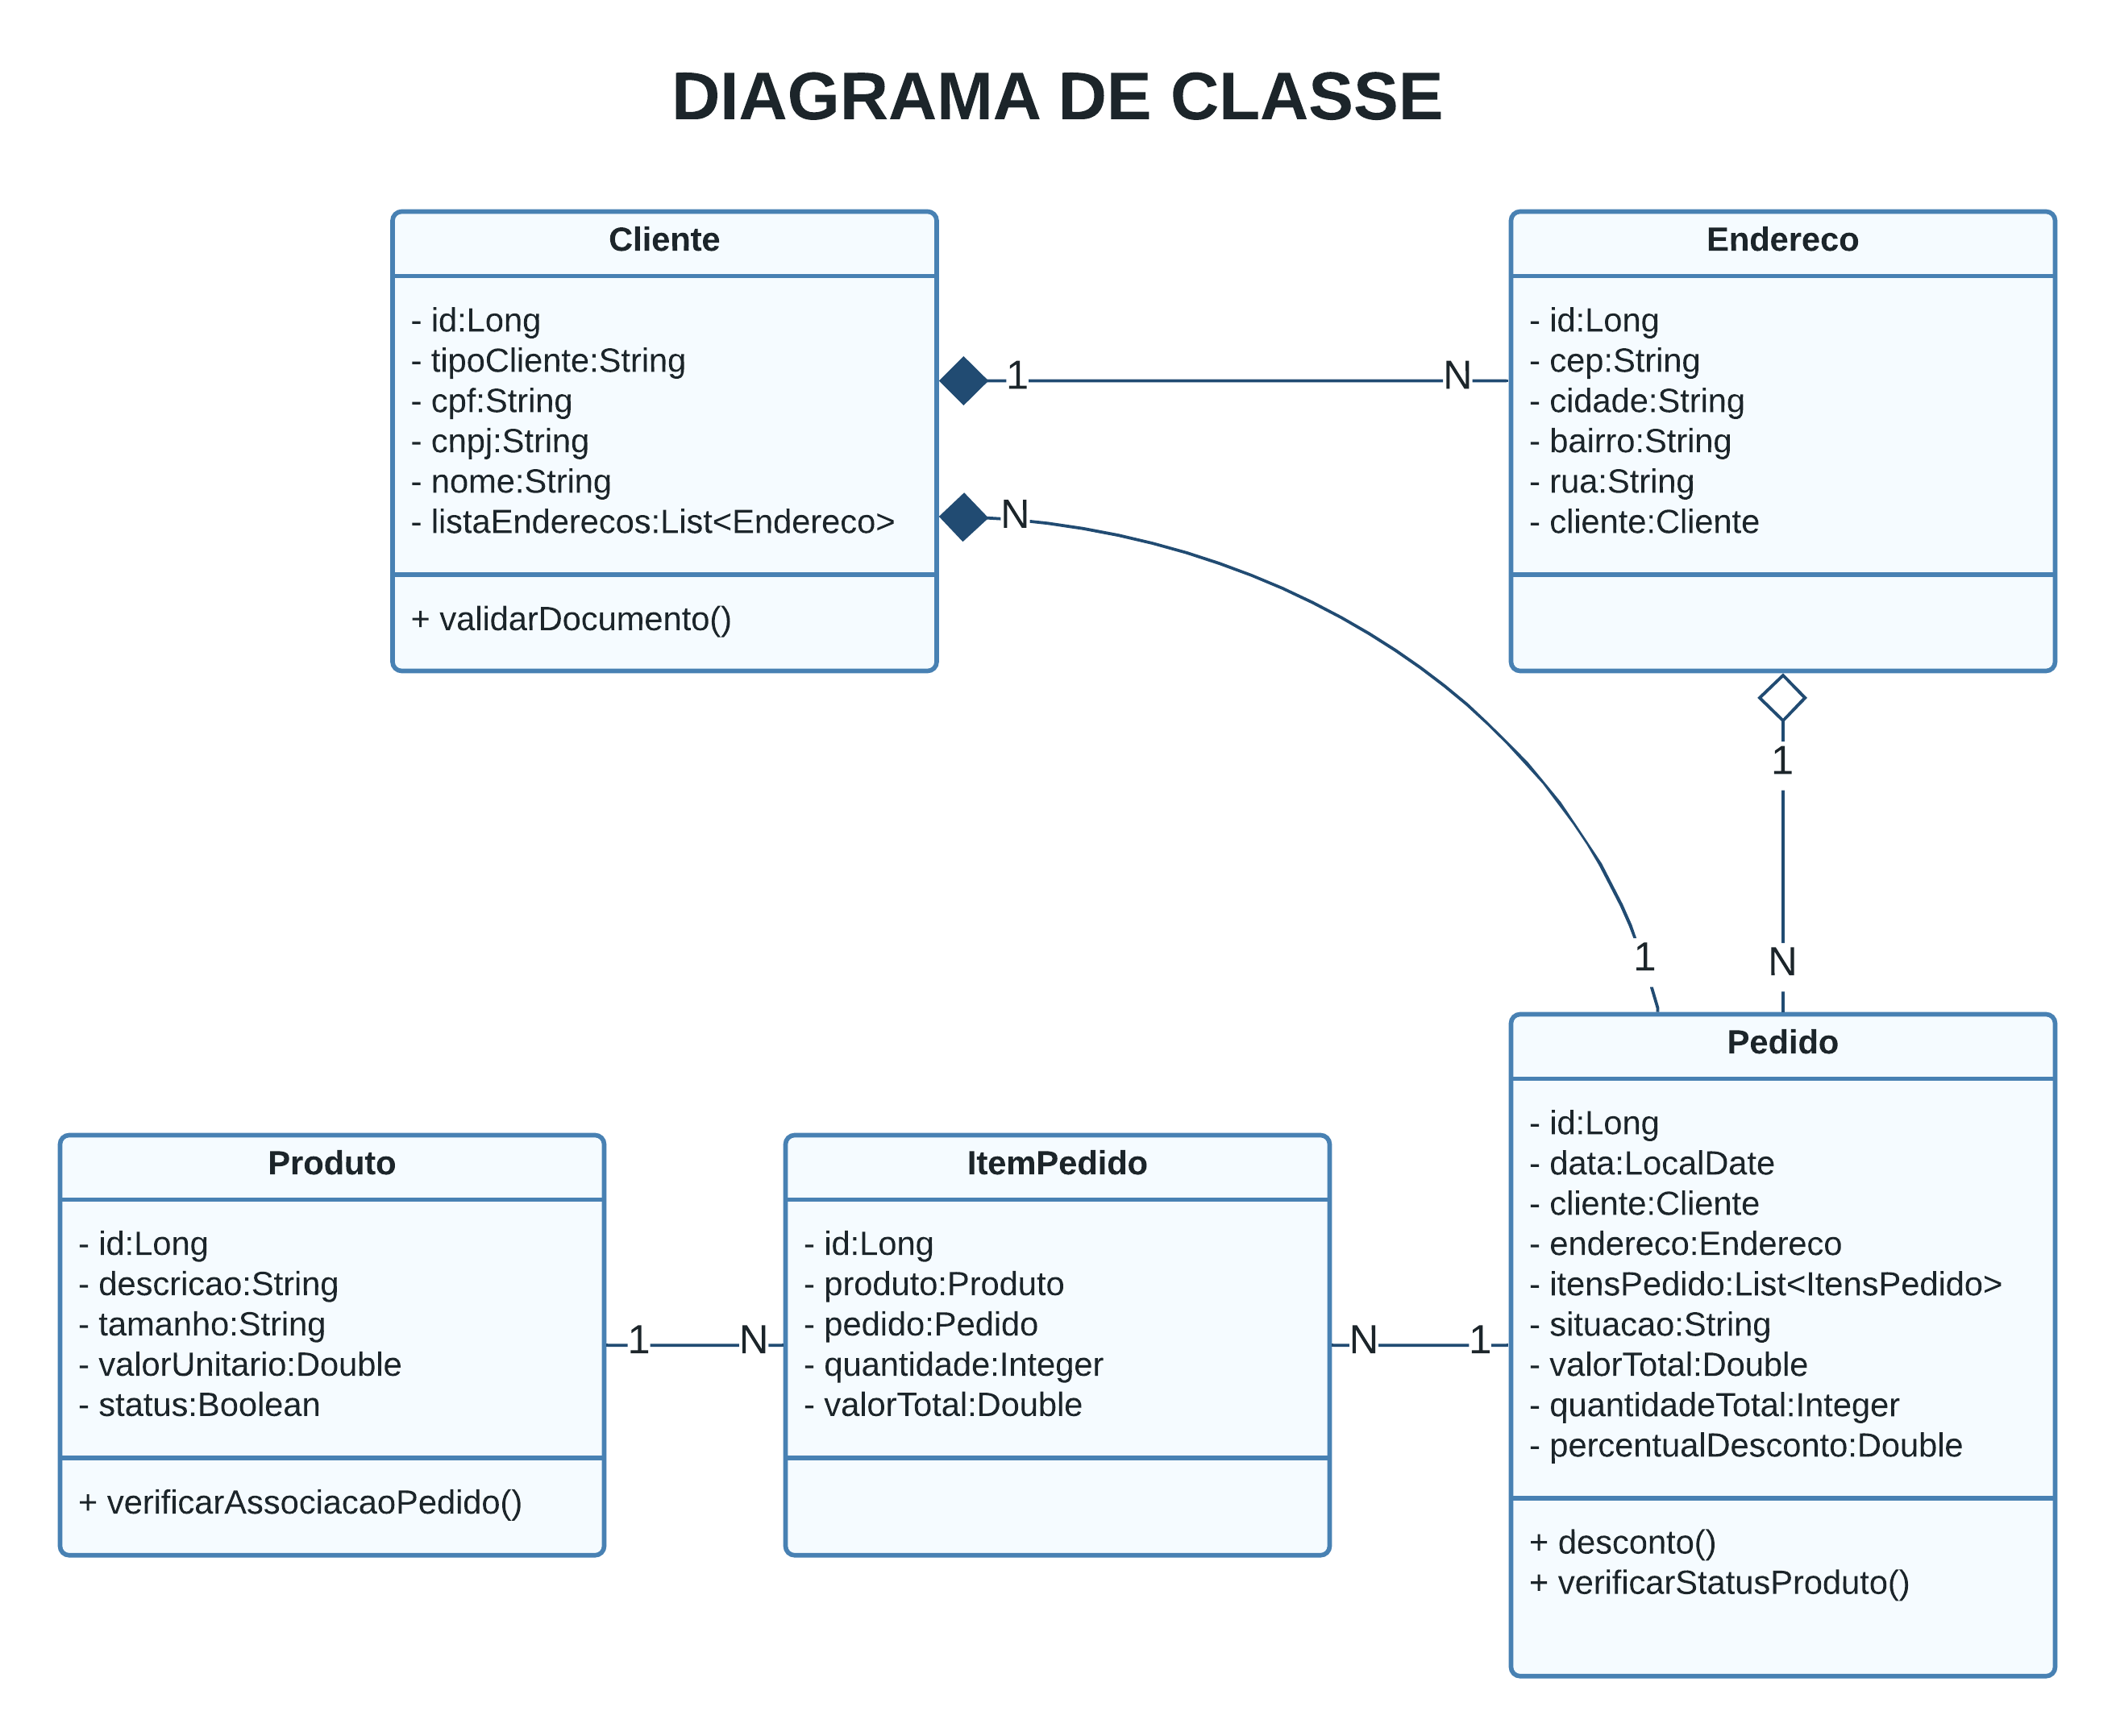 DIAGRAMA DE CLASSE
Cliente
- id:Long
- tipoCliente:String
- cpf:String
- cnpj:String
- nome:String
- listaEnderecos:List<Endereco>
+ validarDocumento()
1
N
N
1
Endereco
- id:Long
- cep:String
- cidade:String
- bairro:String
- rua:String
- cliente:Cliente
1
N
Produto
- id:Long
- descricao:String
- tamanho:String
- valorUnitario:Double
- status:Boolean
+ verificarAssociacaoPedido()
1
N
ItemPedido
- id:Long
- produto:Produto
- pedido:Pedido
- quantidade:Integer
- valorTotal:Double
N
1
Pedido
- id:Long
- data:LocalDate
- cliente:Cliente
- endereco:Endereco
- itensPedido:List<ItensPedido>
- situacao:String
- valorTotal:Double
- quantidadeTotal:Integer
- percentualDesconto:Double
+ desconto()
+ verificarStatusProduto()